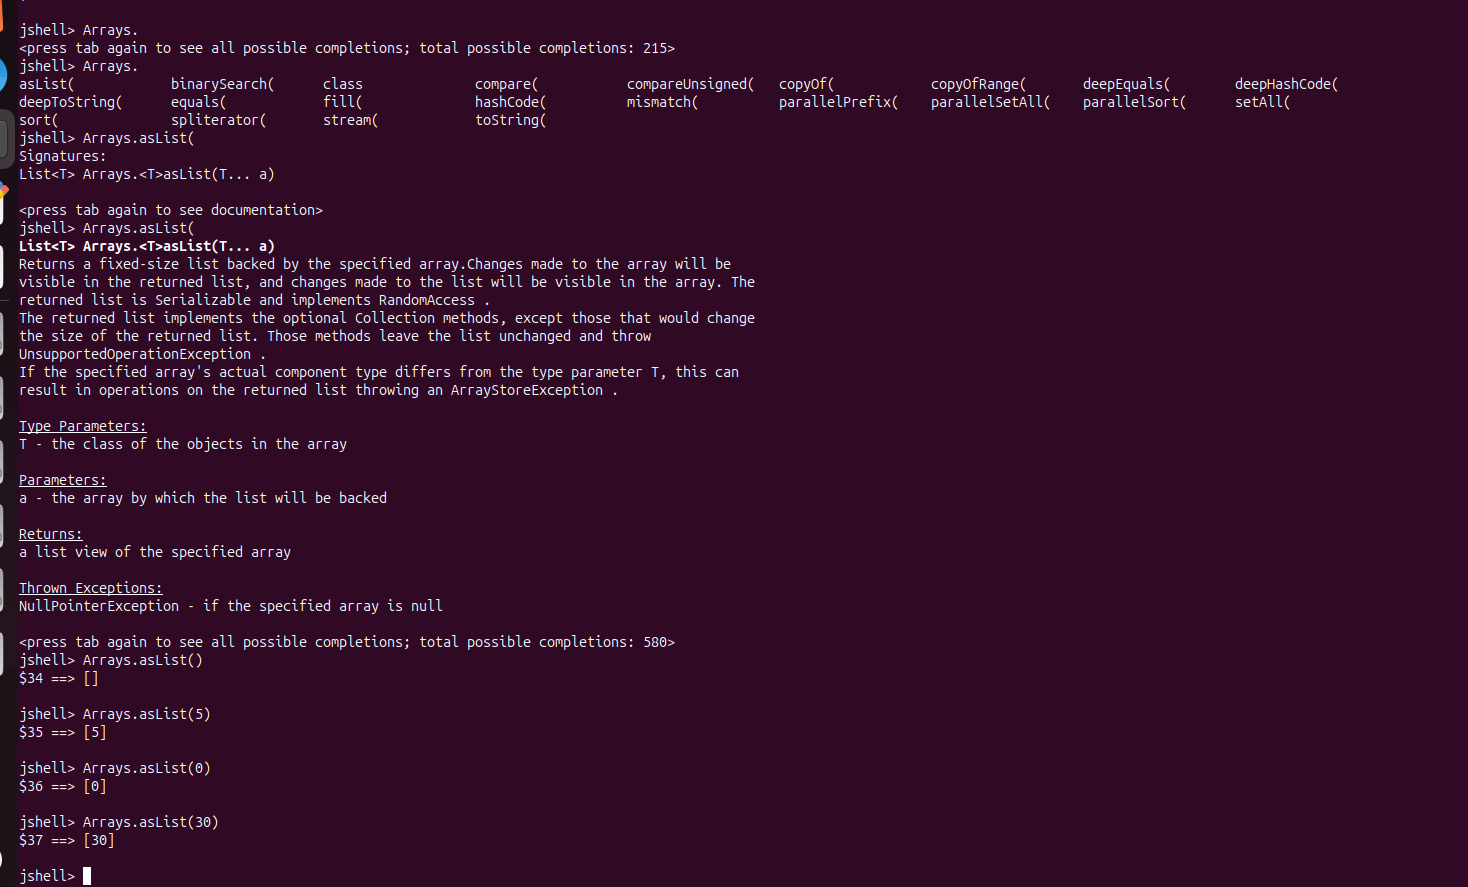 jshell> Arrays.
<press tab again to see all possible completions; total possible completions: 215>
jshell> Arrays.
asList( binarySearch( class compare( compareUnsigned( copyOf( copyOfRange( deepEquals( deepHashCode(
deepToString( equals( fill( hashCode( mismatch( parallelPrefix( parallelSetAll( parallelSort( setAll(
sort( spliterator( stream( toString(
jshell> Arrays.asList(
Signatures:
List<T> Arrays.<T>asList(T... a)
<press tab again to see documentation>
jshell> Arrays.asList(
List<T> Arrays.<T>asList(T... a)
Returns a fixed-size list backed by the specified array.Changes made to the array will be
visible in the returned list, and changes made to the list will be visible in the array. The
returned list is Serializable and implements RandomAccess .
The returned list implements the optional Collection methods, except those that would change
the size of the returned list. Those methods leave the list unchanged and throw
UnsupportedOperationException .
If the specified array's actual component type differs from the type parameter T, this can
result in operations on the returned list throwing an ArrayStoreException .
Type Parameters:
T - the class of the objects in the array
Parameters:
a - the array by which the list will be backed
Returns:
a list view of the specified array
Thrown Exceptions:
NullPointerException - if the specified array is null
<press tab again to see all possible completions; total possible completions: 580>
jshell> Arrays.asList()
$34 ==> []
jshell> Arrays.asList(5)
$35 ==> [5]
jshell> Arrays.asList(0)
$36 ==> [0]
jshell> Arrays.asList(30)
$37 ==> [30]
jshell>